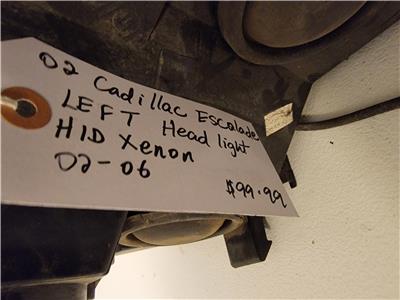 02 Cadillac Escalade
LEFT Head light
HID Xenon
02-06
$99.99